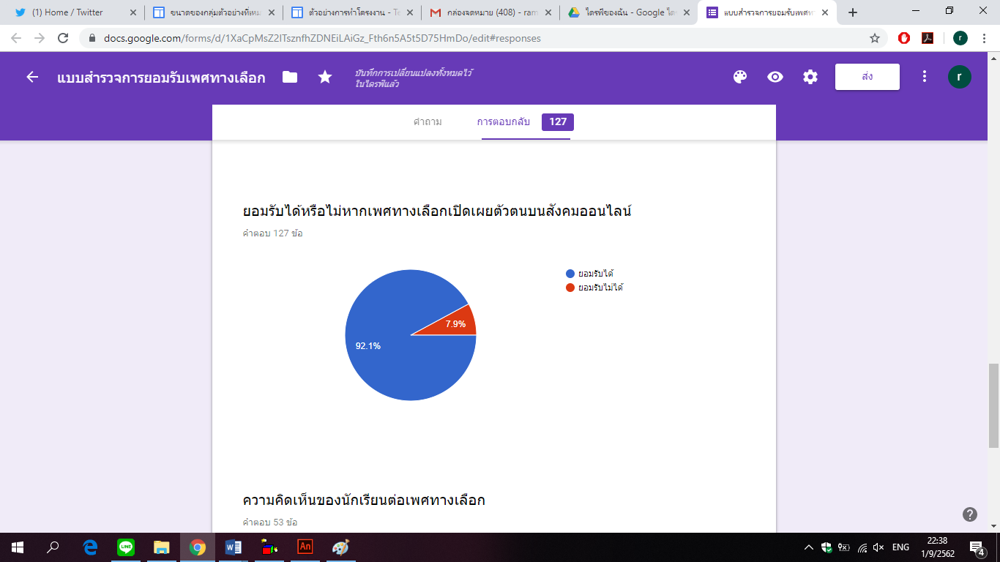 (1) Home / Twitter
ขนาดของกลุ่มตัวอย่างที่เหม
ตัวอย่างการทำโครงงาน - Te
กล่องจดหมาย (408) - ram
ไดรฟ์ของฉัน - Google ได
แบบสำรวจการยอมรับเพศท
docs.google.com/forms/d/1XaCpMsZ2ITsznfhZDNEiLAiGz_Fth6n5A5t5D75HmDo/edit#responses
r
แบบสำรวจการยอมรับเพศทางเลือก
บันทึกการเปลี่ยนแปลงทั้งหมดไว้
ในไดรฟ์แล้ว
ส่ง
r
คำถาม
การตอบกลับ 127
ยอมรับได้หรือไม่หากเพศทางเลือกเปิดเผยตัวตนบนสังคมออนไลน์
คำตอบ 127 ข้อ
ยอมรับได้
ยอมรับไม่ได้
7.9%
92.1%
ความคิดเห็นของนักเรียนต่อเพศทางเลือก
คำตอบ 53 ข้อ
LINE
An
ENG
22:38
1/9/2562
4